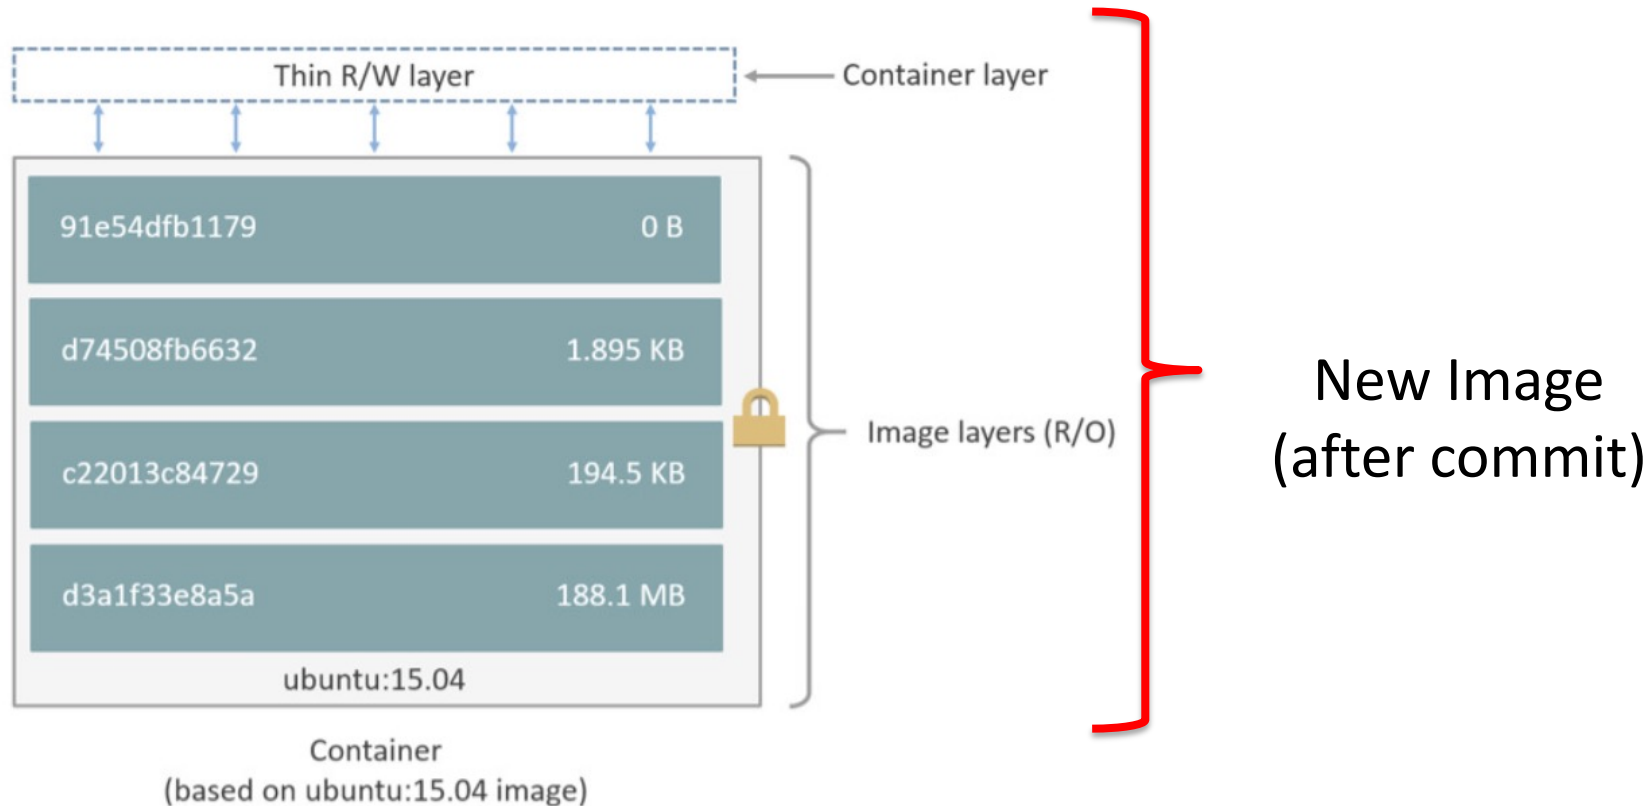 Thin R/W layer
Container layer
91e54dfb1179 0 B
d74508fb6632 1.895 KB
c22013c84729 194.5 KB
d3a1f33e8a5a 188.1 MB
ubuntu:15.04
Image layers (R/O)
Container
(based on ubuntu:15.04 image)
New Image
(after commit)